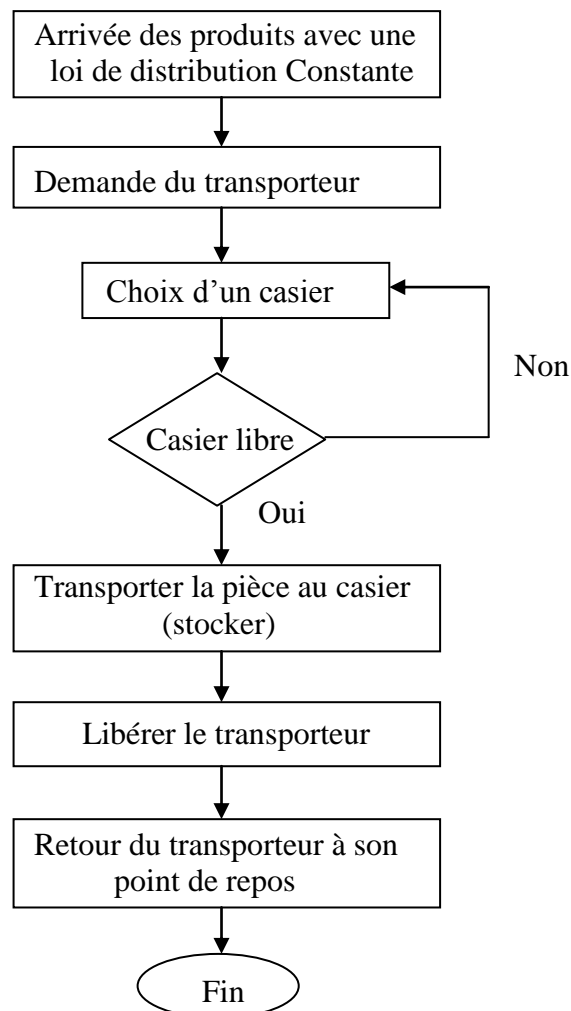 Arrivée des produits avec une
loi de distribution Constante
Demande du transporteur
Choix d’un casier
Non
Casier libre
Oui
Transporter la pièce au casier
(stocker)
Libérer le transporteur
Retour du transporteur à son
point de repos
Fin